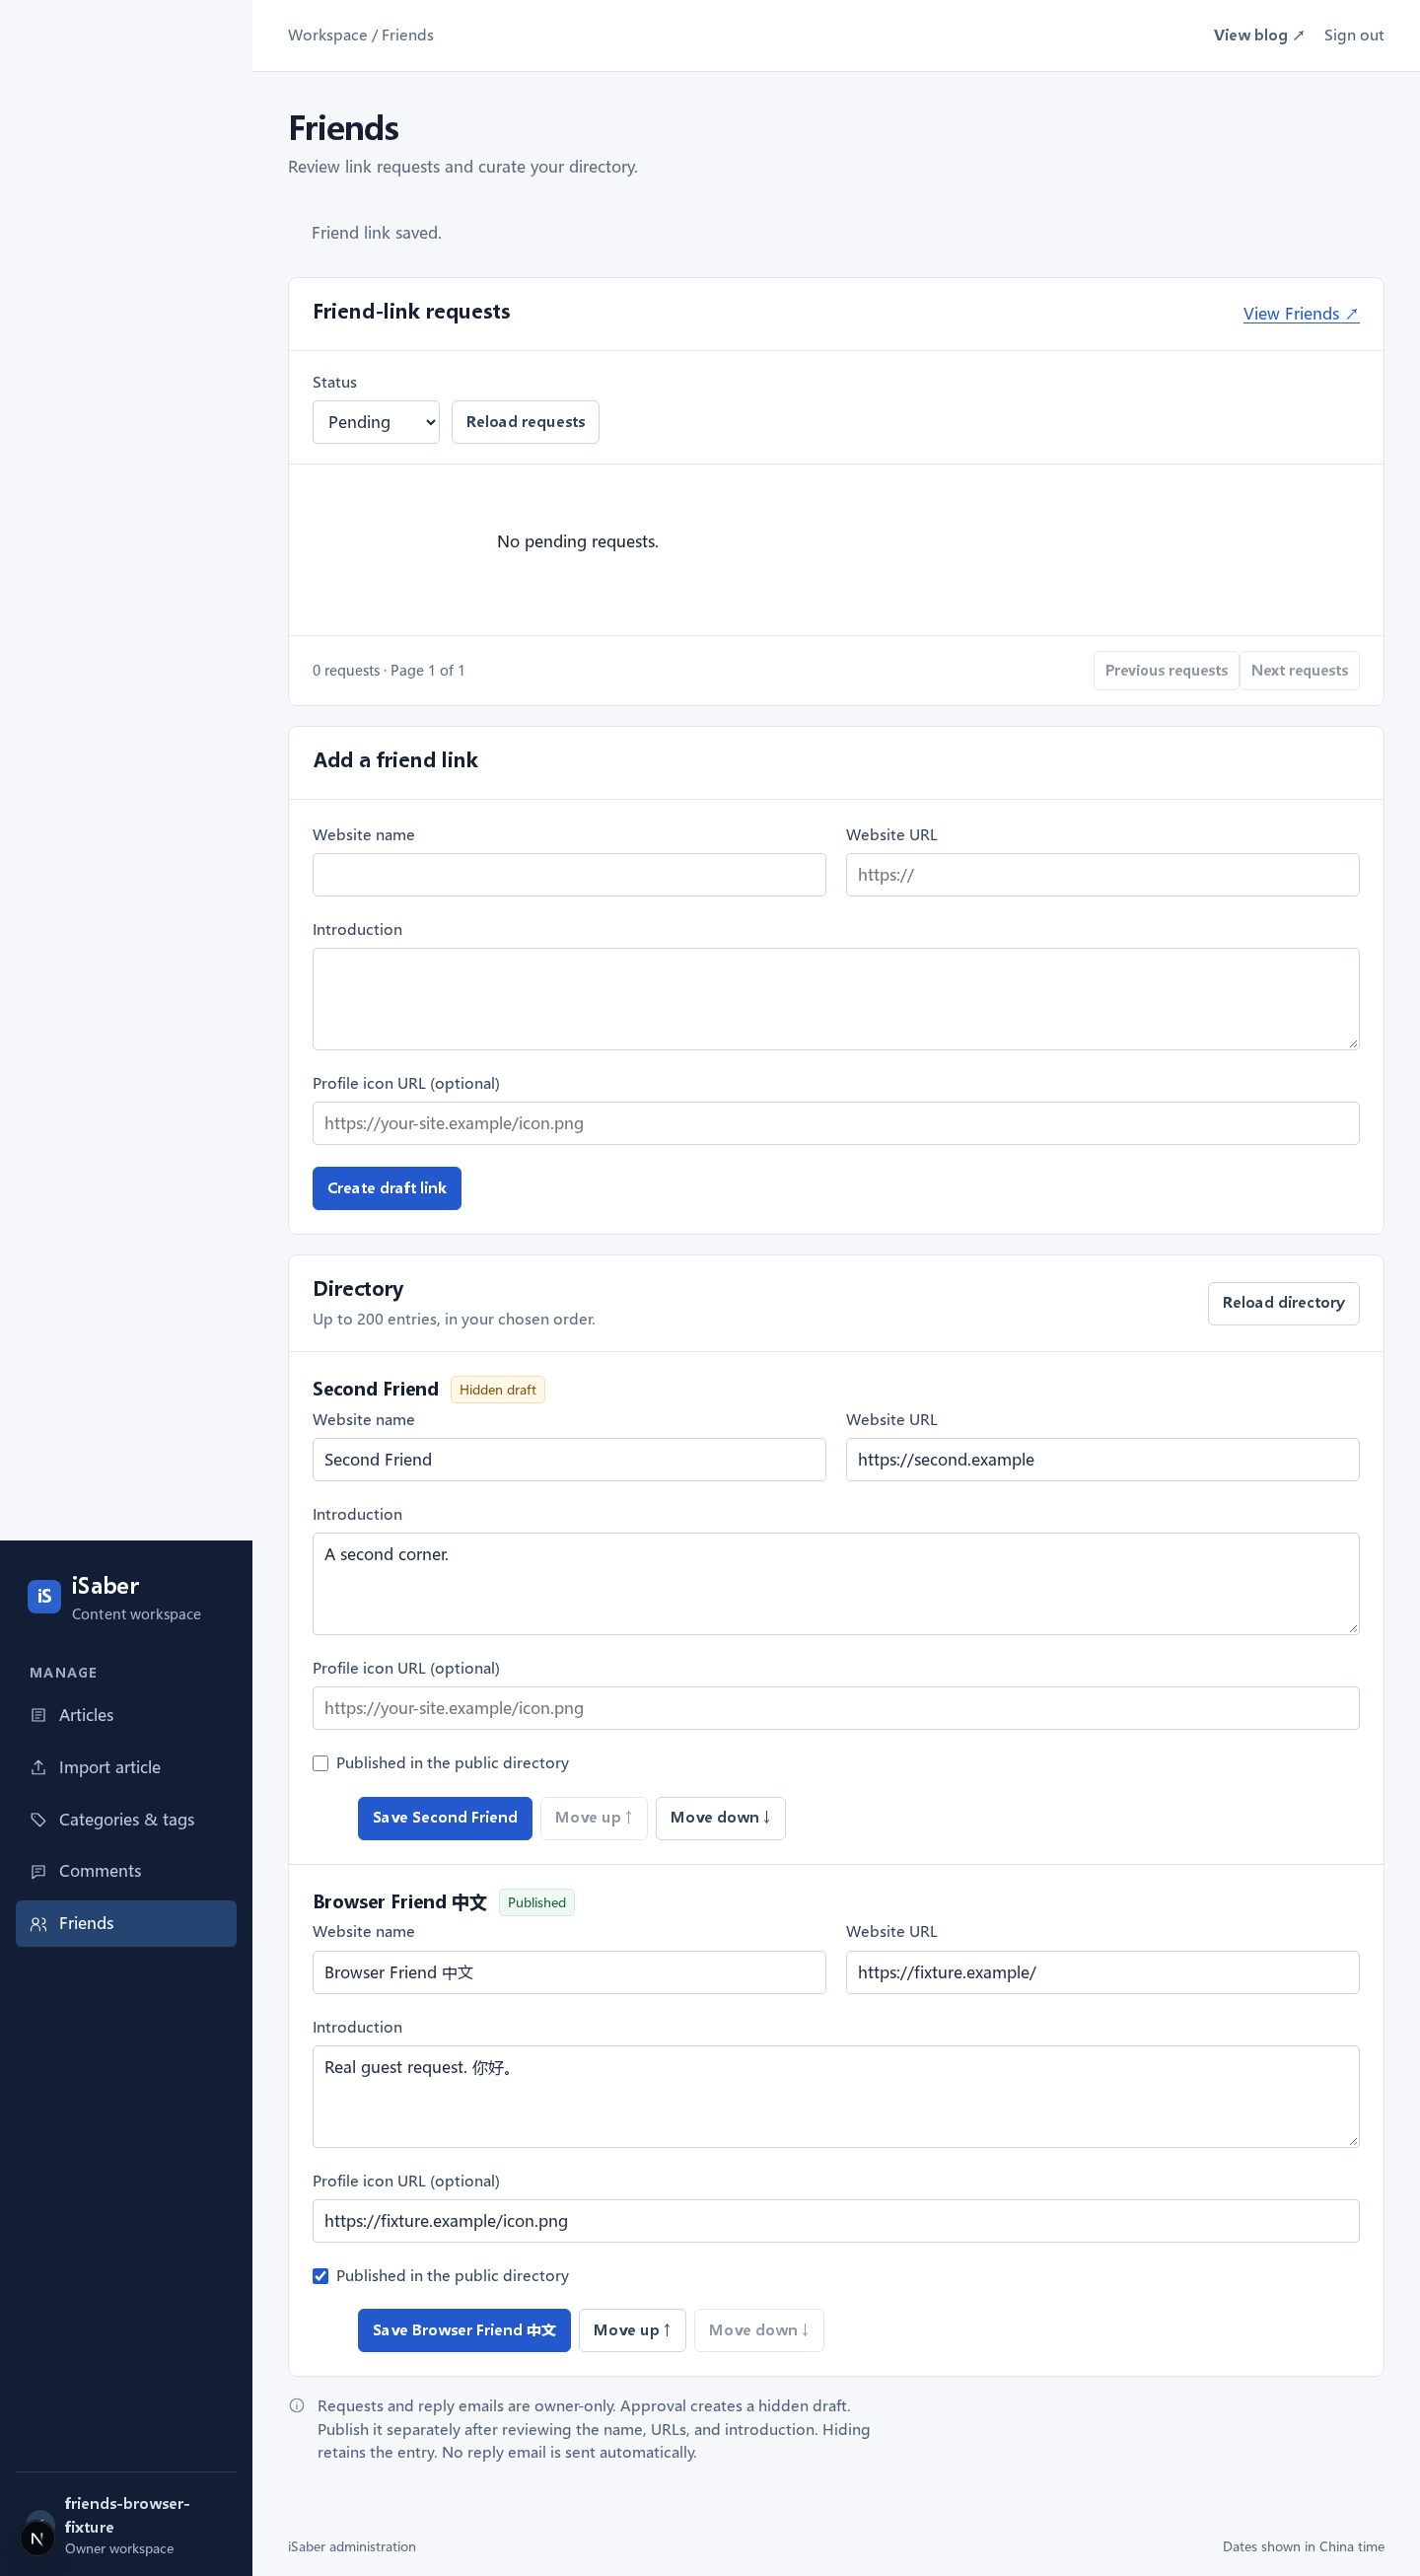 Workspace / Friends
View blog ↗ Sign out
Friends
Review link requests and curate your directory.
Friend link saved.
Friend-link requests
View Friends ↗
Status
Pending
Reload requests
No pending requests.
0 requests · Page 1 of 1
Previous requests
Next requests
Add a friend link
Website name
Website URL
https://
Introduction
Profile icon URL (optional)
https://your-site.example/icon.png
Create draft link
Directory
Up to 200 entries, in your chosen order.
Reload directory
Second Friend Hidden draft
Website name
Website URL
Second Friend
https://second.example
Introduction
A second corner.
Profile icon URL (optional)
https://your-site.example/icon.png
Published in the public directory
Save Second Friend
Move up ↑
Move down ↓
Browser Friend 中文 Published
Website name
Website URL
Browser Friend 中文
https://fixture.example/
Introduction
Real guest request. 你好。
Profile icon URL (optional)
https://fixture.example/icon.png
Published in the public directory
Save Browser Friend 中文
Move up ↑
Move down ↓
Requests and reply emails are owner-only. Approval creates a hidden draft.
Publish it separately after reviewing the name, URLs, and introduction. Hiding
retains the entry. No reply email is sent automatically.
iSaber administration
Dates shown in China time
iS
iSaber
Content workspace
MANAGE
Articles
Import article
Categories & tags
Comments
Friends
friends-browser-
fixture
Owner workspace
N